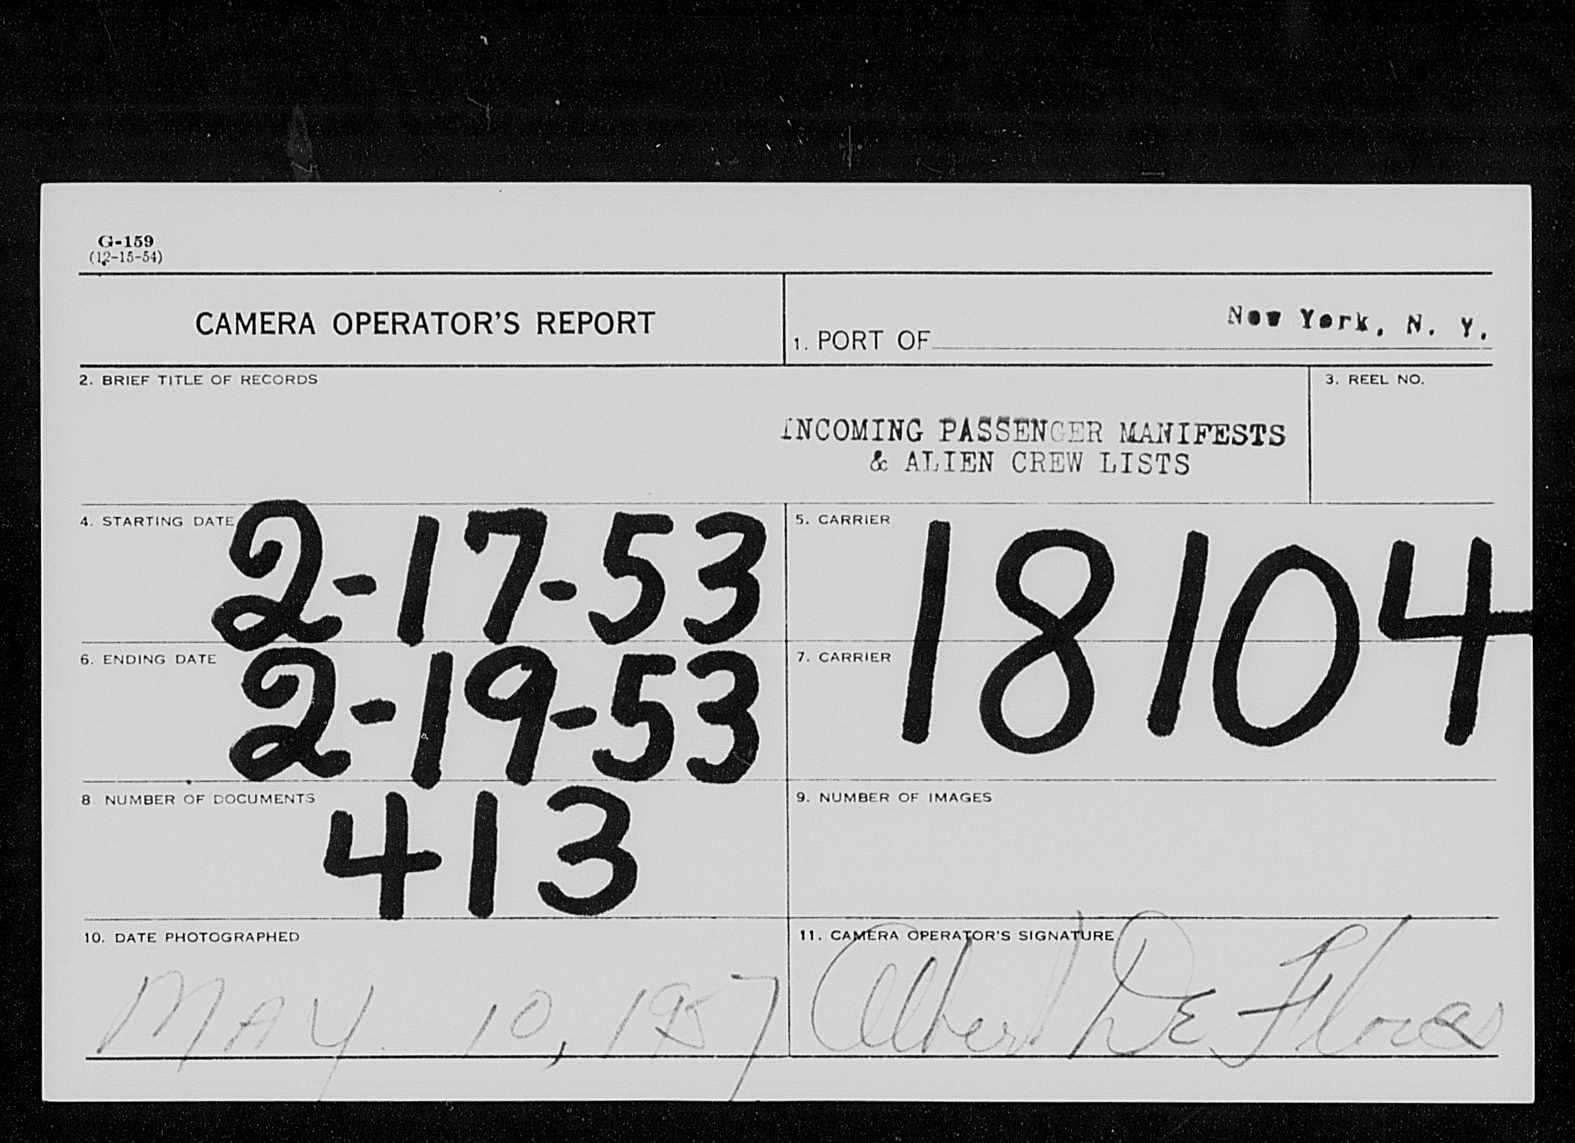 G-159
(12-15-54)
CAMERA OPERATOR'S REPORT
1. PORT OF New York, N. Y.
2. BRIEF TITLE OF RECORDS
3. REEL NO.
INCOMING PASSENGER MANIFESTS
& ALIEN CREW LISTS
4. STARTING DATE 2-17-53
5. CARRIER 18104
6. ENDING DATE 2-19-53
7. CARRIER
8 NUMBER OF DOCUMENTS 413
9. NUMBER OF IMAGES
10. DATE PHOTOGRAPHED
MAY 10, 1957
11. CAMERA OPERATOR'S SIGNATURE
Albert De Flores